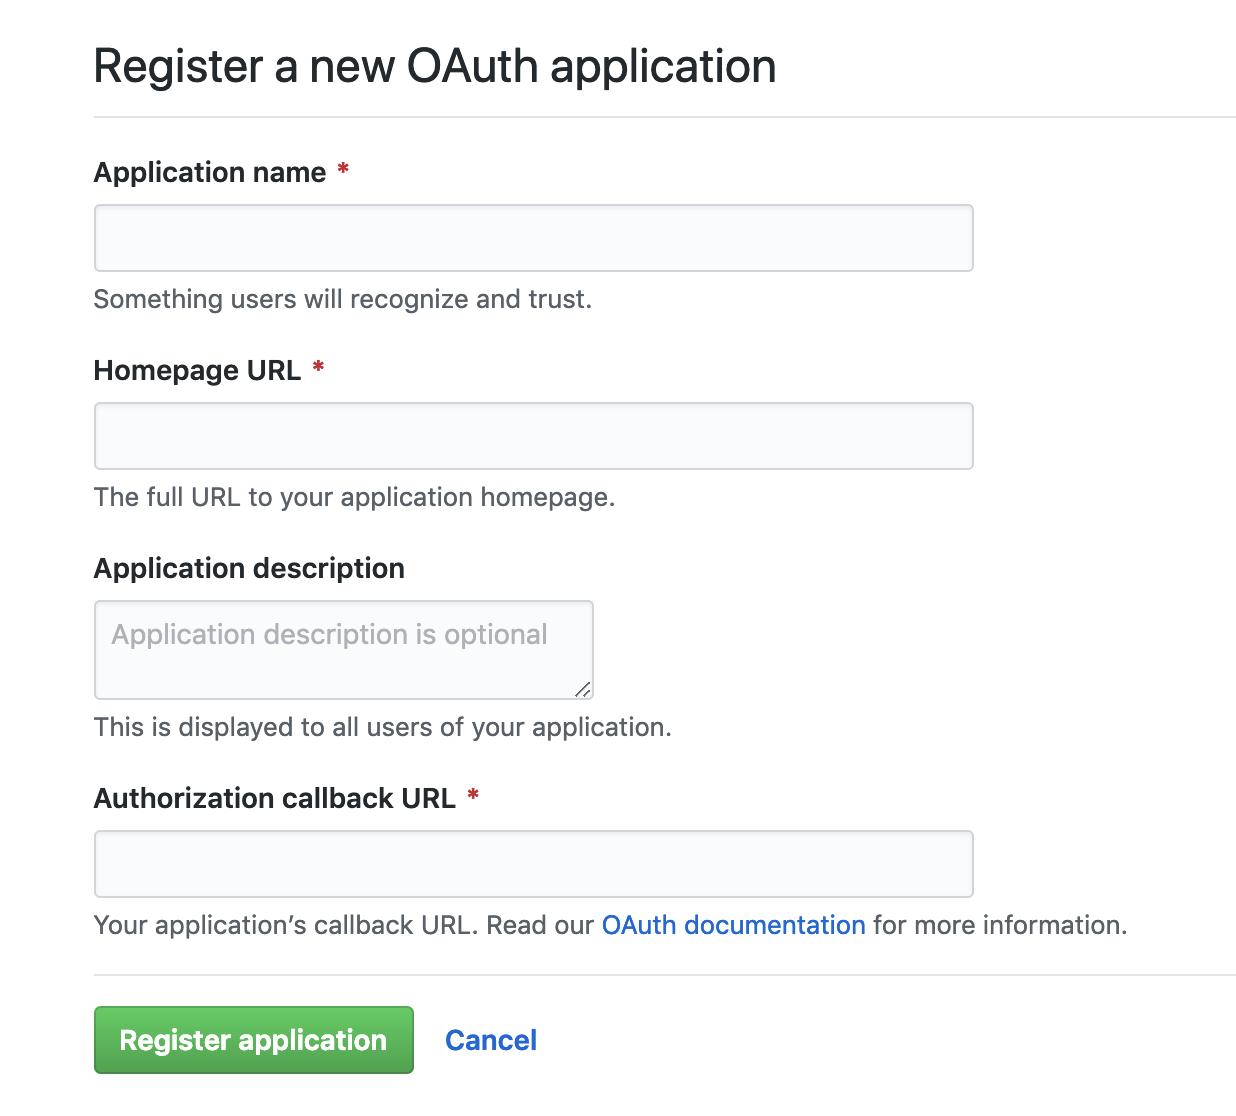 Register a new OAuth application
Application name *
Something users will recognize and trust.
Homepage URL *
The full URL to your application homepage.
Application description
Application description is optional
This is displayed to all users of your application.
Authorization callback URL *
Your application’s callback URL. Read our OAuth documentation for more information.
Register application Cancel